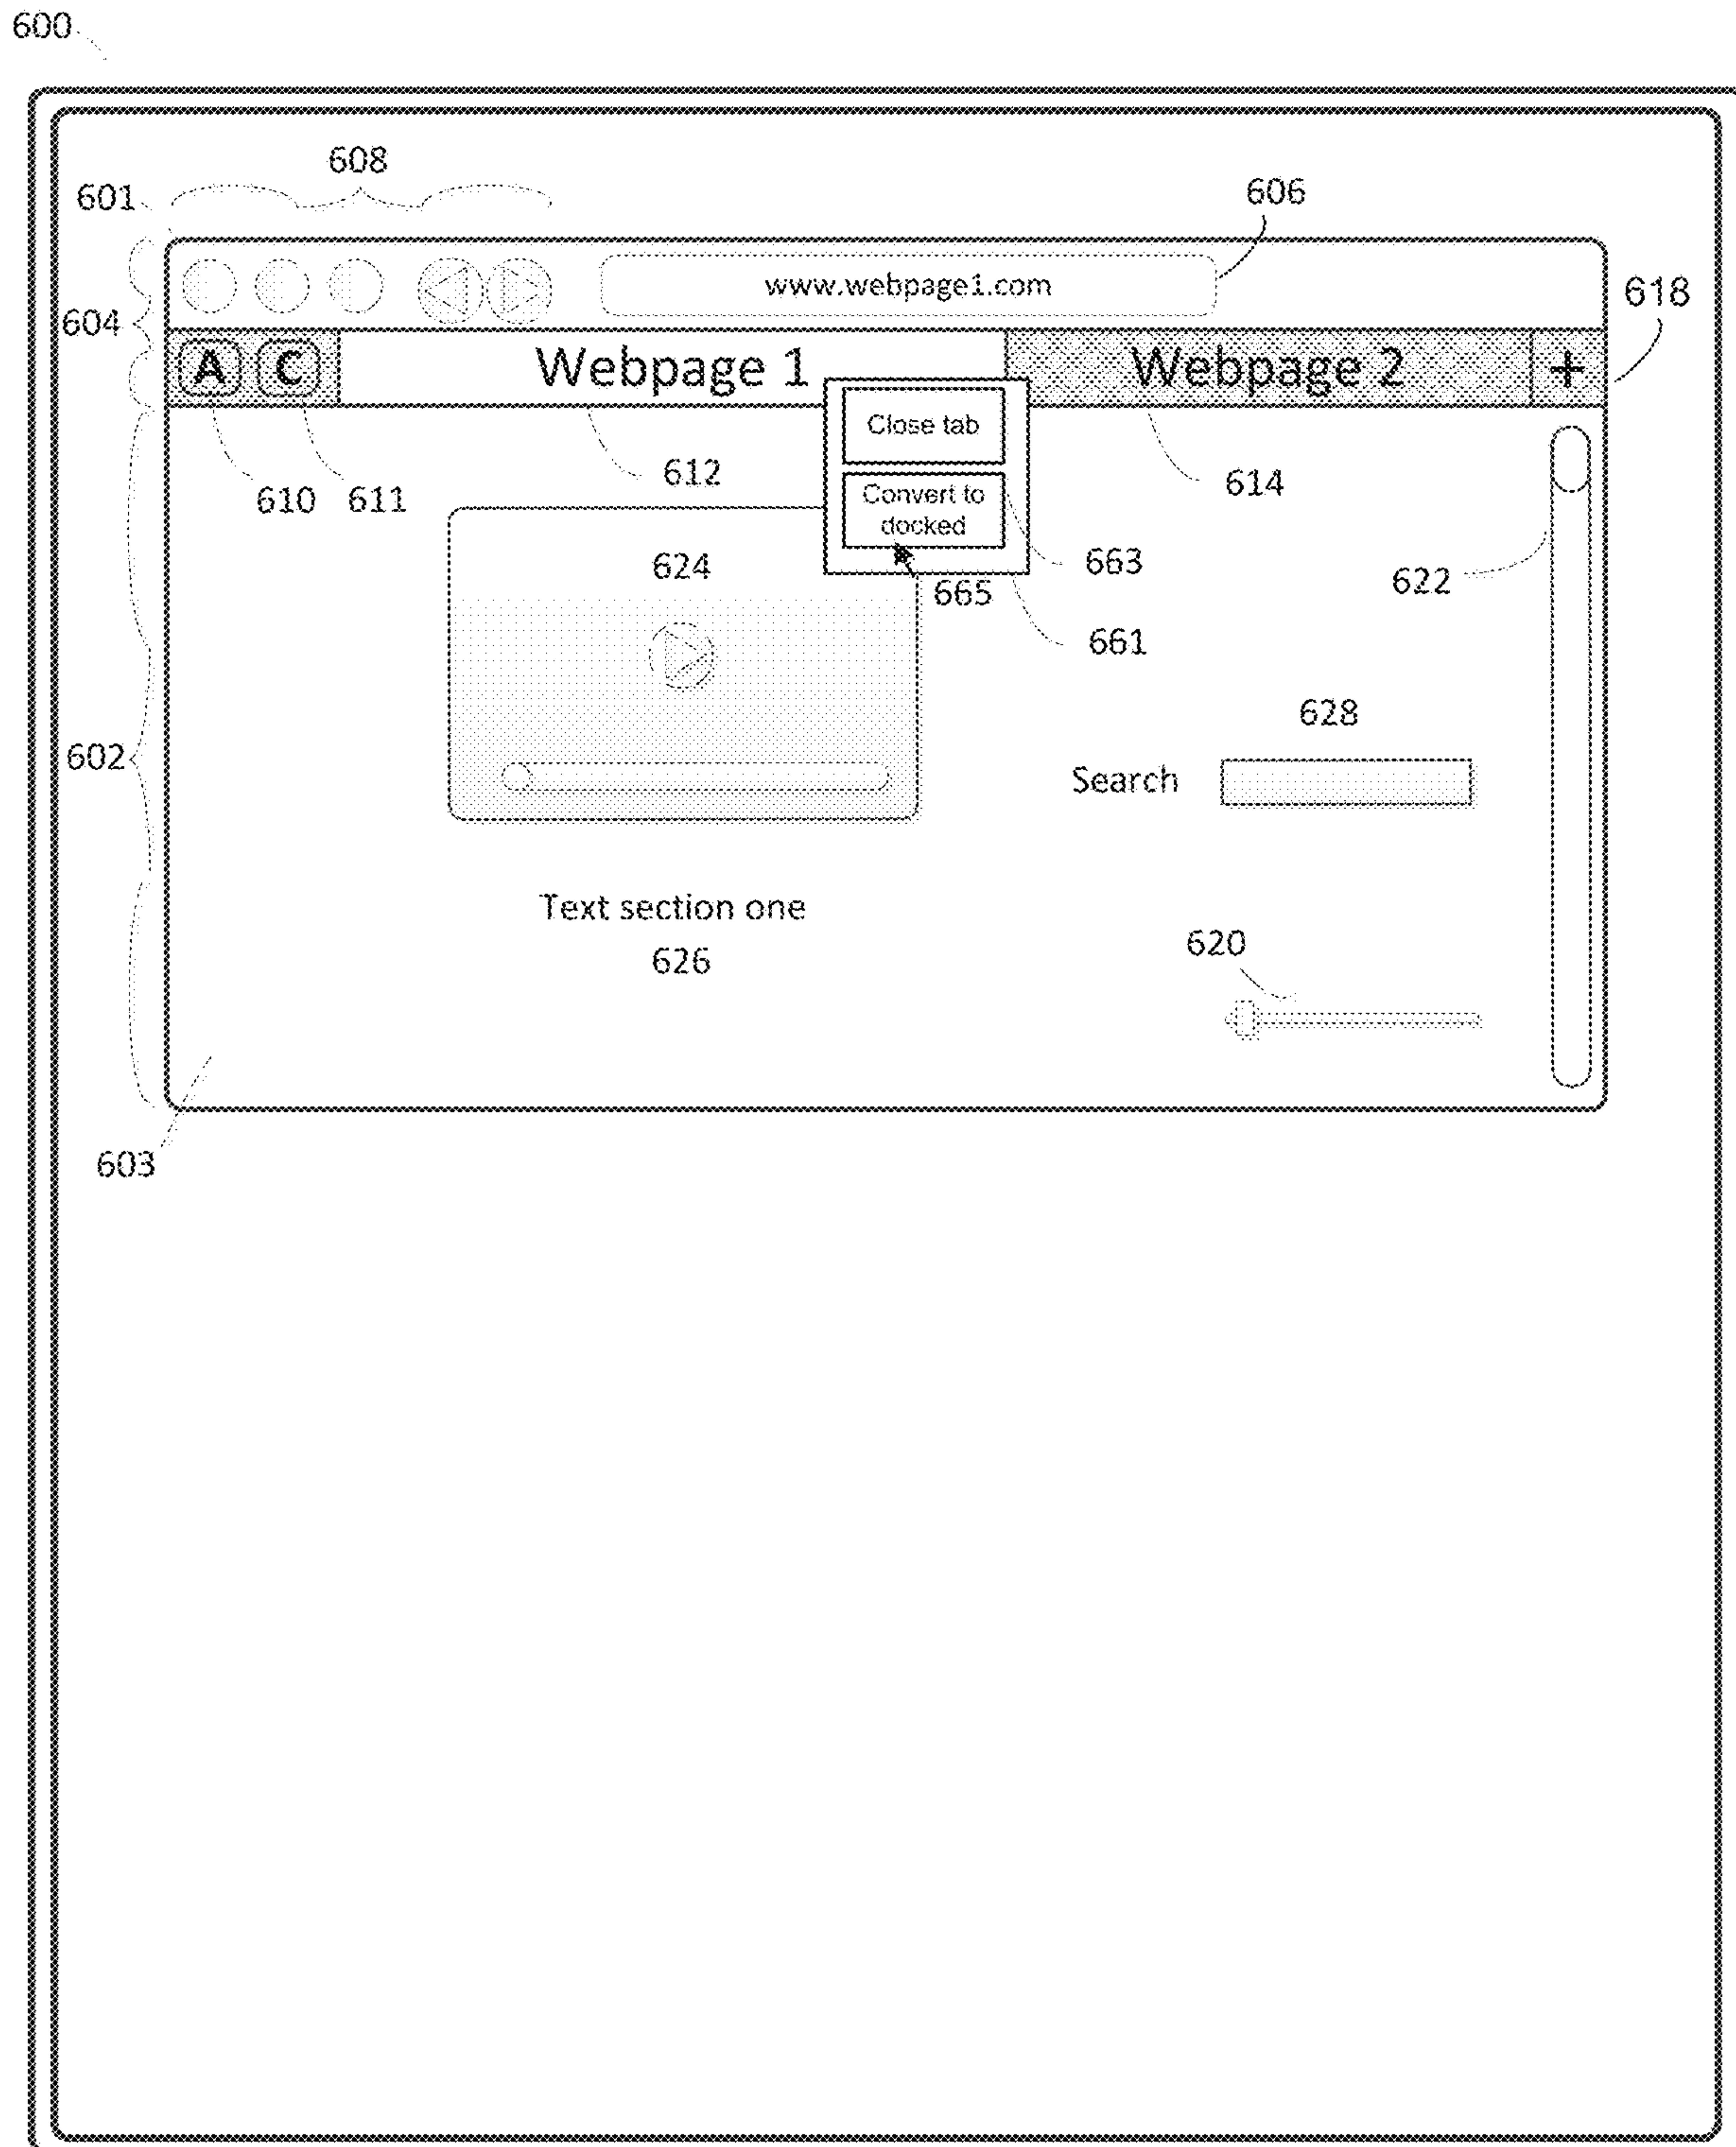 600
608
601
606
www.webpage1.com
618
604
A C Webpage 1 Webpage 2 +
Close tab
612
614
610 611
Convert to
docked
624
663
622
665
661
628
602
Search
Text section one
620
626
603